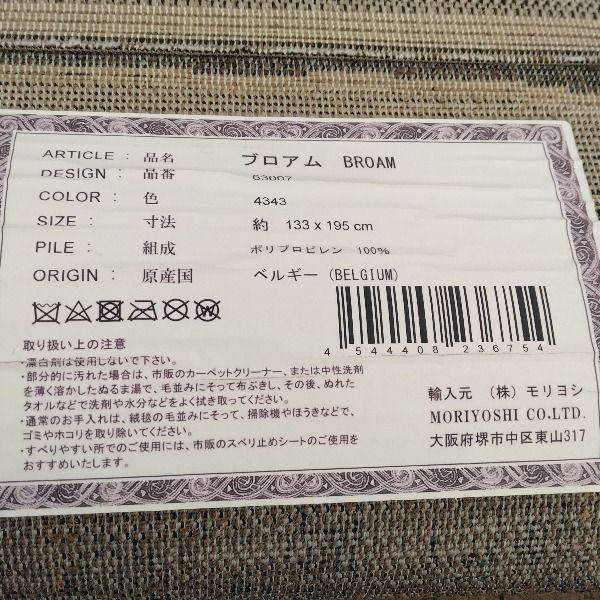 ARTICLE : 品名 ブロアム BROAM
DESIGN : 品番 53007
COLOR : 色 4343
SIZE : 寸法 約 133 x 195 cm
PILE : 組成 ポリプロピレン 100%
ORIGIN : 原産国 ベルギー (BELGIUM)
4 544408 236754
取り扱い上の注意
・漂白剤は使用しないで下さい。
・部分的に汚れた場合は、市販のカーペットクリーナー、または中性洗剤
を薄く溶かしたぬるま湯で、毛並みにそって布ぶきし、その後、ぬれた
タオルなどで洗剤や水分などをよく拭き取ってください。
・通常のお手入れは、絨毯の毛並みにそって、掃除機やほうきなどで、
ゴミやホコリを取り除いてください。
・すべりやすい所でのご使用には、市販のスベリ止めシートのご使用を
おすすめいたします。
輸入元 (株) モリヨシ
MORIYOSHI CO.LTD.
大阪府堺市中区東山317